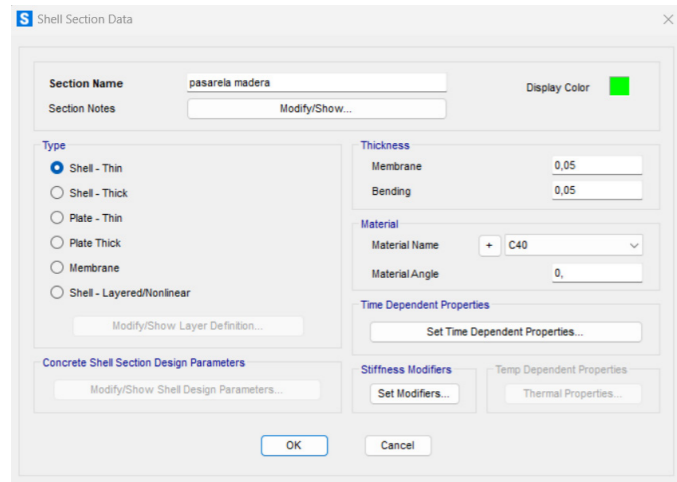 S Shell Section Data
Section Name pasarela madera Display Color
Section Notes Modify/Show...
Type
Shell - Thin
Shell - Thick
Plate - Thin
Plate Thick
Membrane
Shell - Layered/Nonlinear
Modify/Show Layer Definition...
Concrete Shell Section Design Parameters
Modify/Show Shell Design Parameters...
Thickness
Membrane 0,05
Bending 0,05
Material
Material Name + C40
Material Angle 0,
Time Dependent Properties
Set Time Dependent Properties...
Stiffness Modifiers
Set Modifiers...
Temp Dependent Properties
Thermal Properties...
OK Cancel